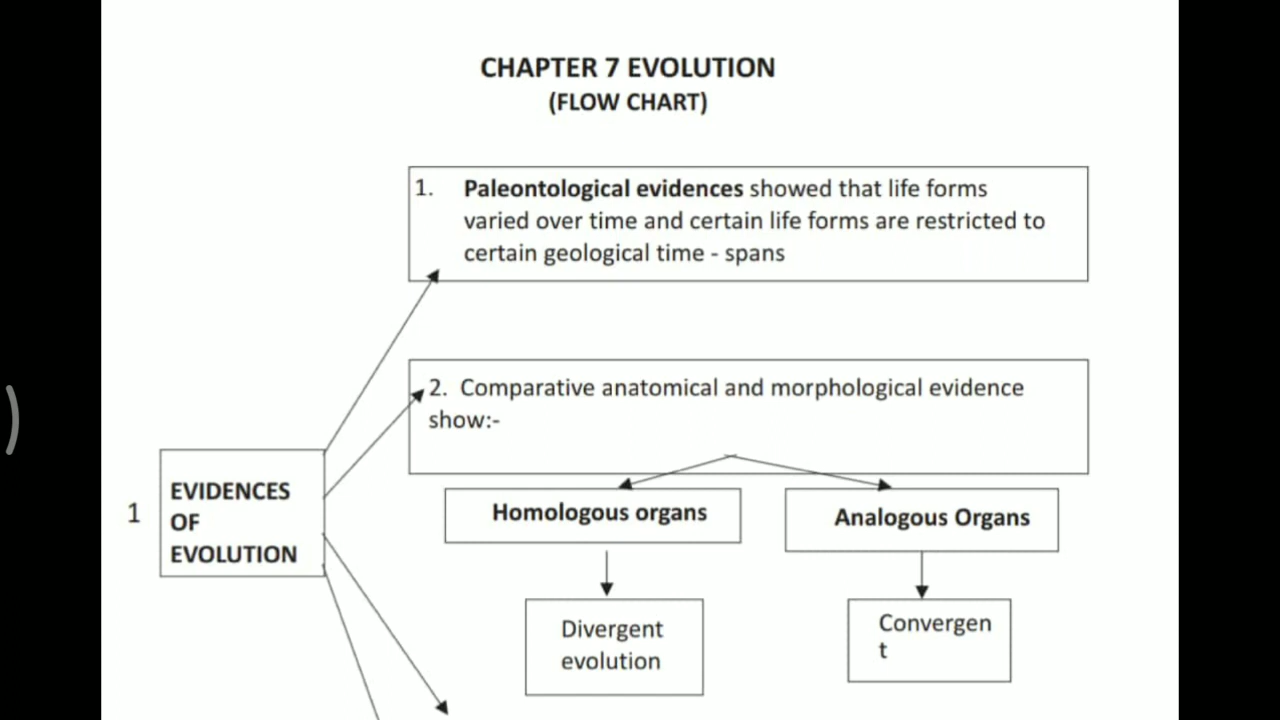 CHAPTER 7 EVOLUTION
(FLOW CHART)
1. Paleontological evidences showed that life forms
varied over time and certain life forms are restricted to
certain geological time - spans
2. Comparative anatomical and morphological evidence
show:-
1
EVIDENCES
OF
EVOLUTION
Homologous organs
Analogous Organs
Divergent
evolution
Convergen
t